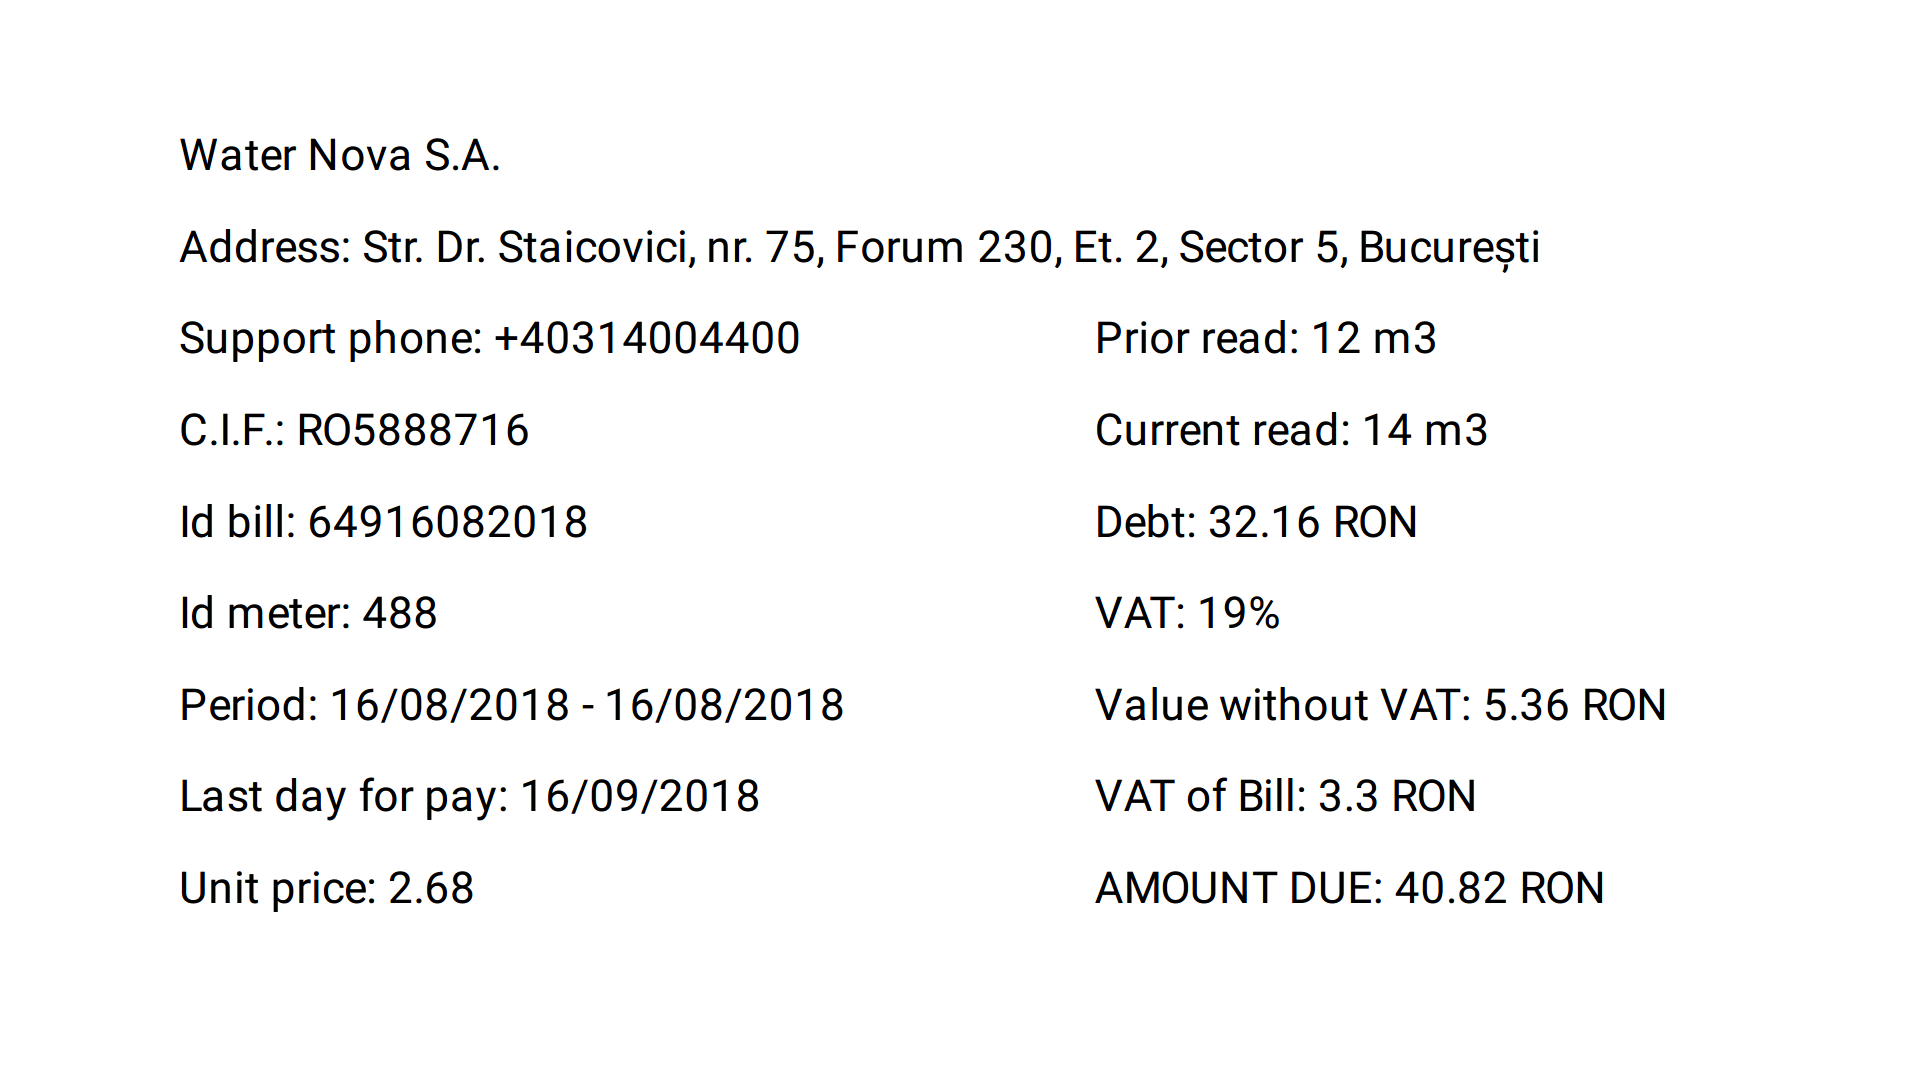 Water Nova S.A.
Address: Str. Dr. Staicovici, nr. 75, Forum 230, Et. 2, Sector 5, București
Support phone: +40314004400
C.I.F.: RO5888716
Id bill: 64916082018
Id meter: 488
Period: 16/08/2018 - 16/08/2018
Last day for pay: 16/09/2018
Unit price: 2.68
Prior read: 12 m3
Current read: 14 m3
Debt: 32.16 RON
VAT: 19%
Value without VAT: 5.36 RON
VAT of Bill: 3.3 RON
AMOUNT DUE: 40.82 RON